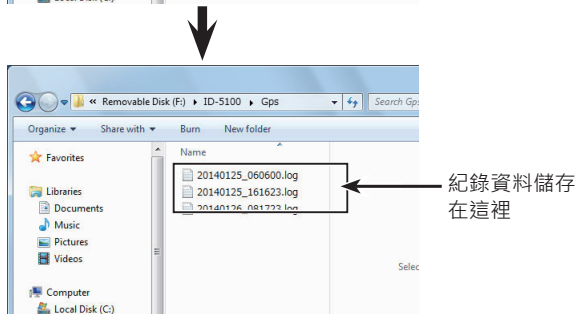 « Removable Disk (F:) ▸ ID-5100 ▸ Gps
Search Gps
Organize ▾ Share with ▾ Burn New folder
Favorites
Libraries
Documents
Music
Pictures
Videos
Computer
Local Disk (C:)
Name
20140125_060600.log
20140125_161623.log
20140126_081723.log
Selec
紀錄資料儲存
在這裡